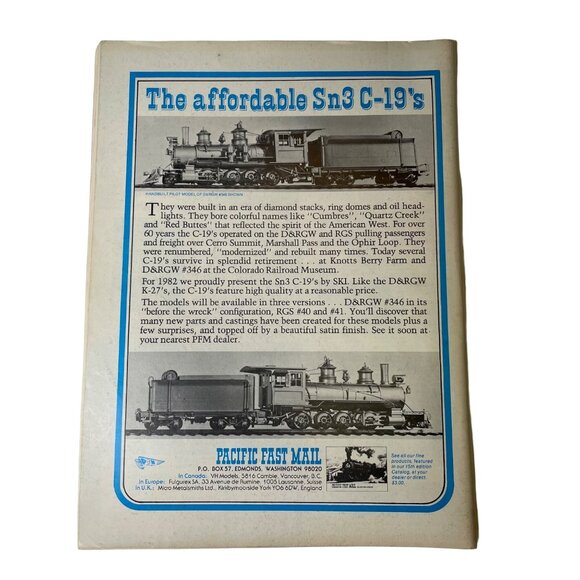 The affordable Sn3 C-19's
HANDBUILT PILOT MODEL OF D&RGW #346 SHOWN
They were built in an era of diamond stacks, ring domes and oil head-
lights. They bore colorful names like "Cumbres", "Quartz Creek"
and "Red Buttes" that reflected the spirit of the American West. For over
60 years the C-19's operated on the D&RGW and RGS pulling passengers
and freight over Cerro Summit, Marshall Pass and the Ophir Loop. They
were renumbered, "modernized" and rebuilt many times. Today several
C-19's survive in splendid retirement . . . at Knotts Berry Farm and
D&RGW #346 at the Colorado Railroad Museum.
For 1982 we proudly present the Sn3 C-19's by SKI. Like the D&RGW
K-27's, the C-19's feature high quality at a reasonable price.
The models will be available in three versions . . . D&RGW #346 in its
"before the wreck" configuration, RGS #40 and #41. You'll discover that
many new parts and castings have been created for these models plus a
few surprises, and topped off by a beautiful satin finish. See it soon at
your nearest PFM dealer.
PACIFIC FAST MAIL
P.O. BOX 57, EDMONDS, WASHINGTON 98020
In Canada: VH Models, 5816 Cambie, Vancouver, B.C.
In Europe: Fulgurex SA, 33 Avenue de Rumine, 1005 Lausanne, Suisse
In U.K.: Micro Metalsmiths Ltd., Kirkbymoorside York YO6 6DW, England
See all our fine
products, featured
in our 15th edition
Catalog, at your
dealer or direct.
$3.00.